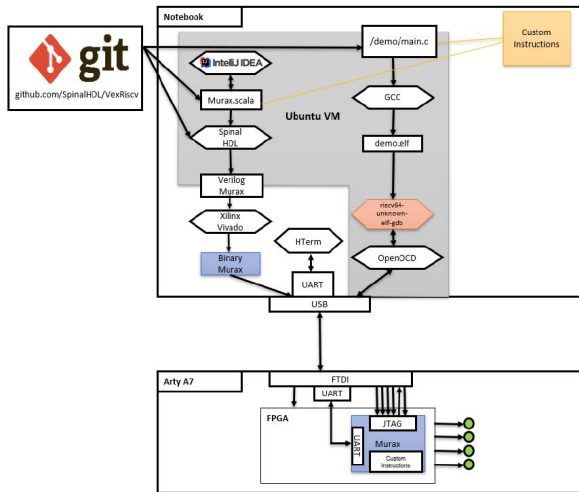 Notebook
git
github.com/SpinalHDL/VexRiscv
/demo/main.c
Custom
Instructions
IntelliJ IDEA
Murax.scala
GCC
Ubuntu VM
Spinal
HDL
demo.elf
Verilog
Murax
riscv64-
unknown-
elf-gdb
Xilinx
Vivado
HTerm
OpenOCD
Binary
Murax
UART
USB
Arty A7
FTDI
UART
FPGA
JTAG
UART
Murax
Custom
Instructions